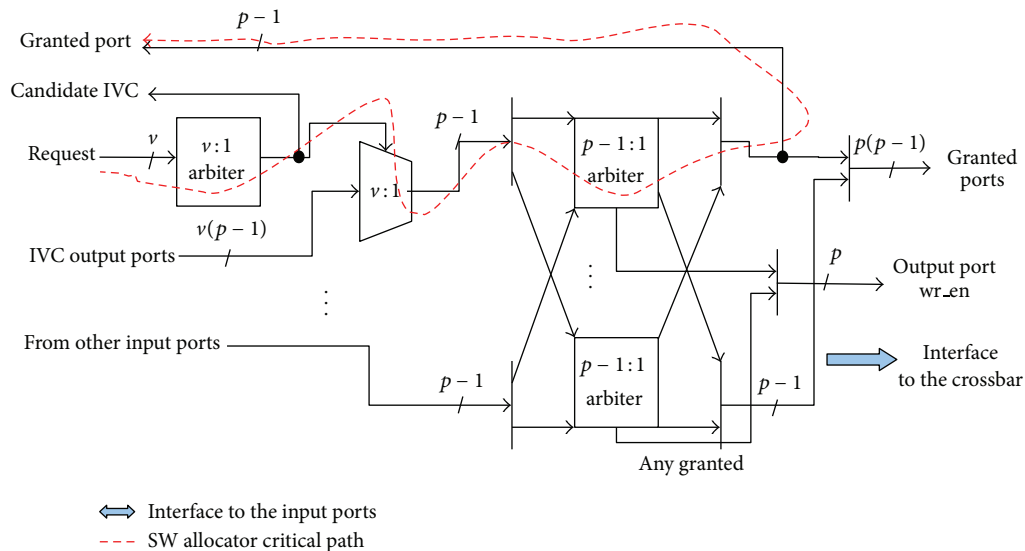 p − 1
Granted port
Candidate IVC
p − 1
Request
v
v : 1
arbiter
v : 1
p − 1 : 1
arbiter
p(p − 1)
Granted
ports
v(p − 1)
IVC output ports
p
Output port
wr_en
⋮
⋮
From other input ports
p − 1
p − 1 : 1
arbiter
p − 1
Interface
to the crossbar
Any granted
Interface to the input ports
SW allocator critical path